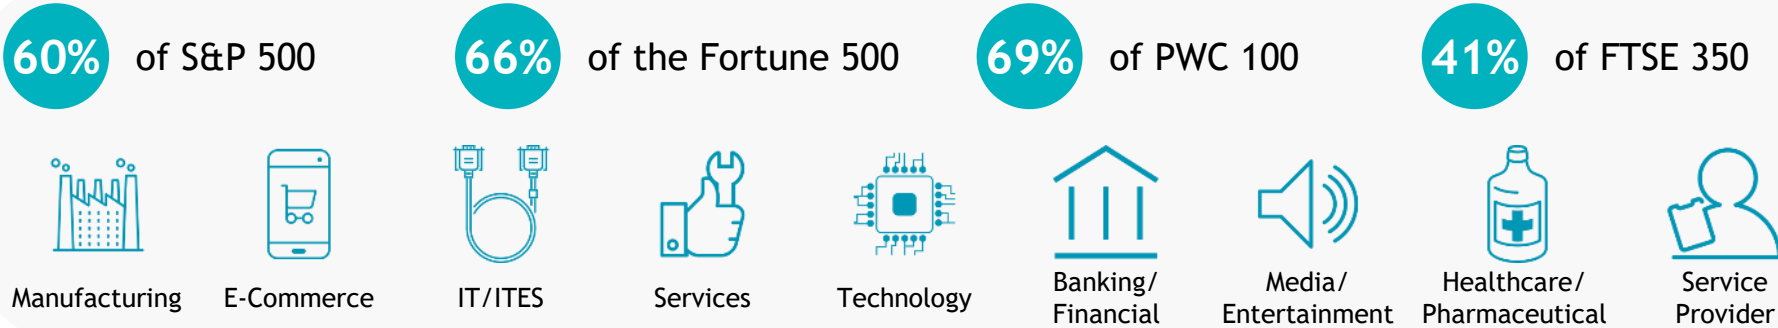 60% of S&P 500
66% of the Fortune 500
69% of PWC 100
41% of FTSE 350
Manufacturing
E-Commerce
IT/ITES
Services
Technology
Banking/
Financial
Media/
Entertainment
Healthcare/
Pharmaceutical
Service
Provider